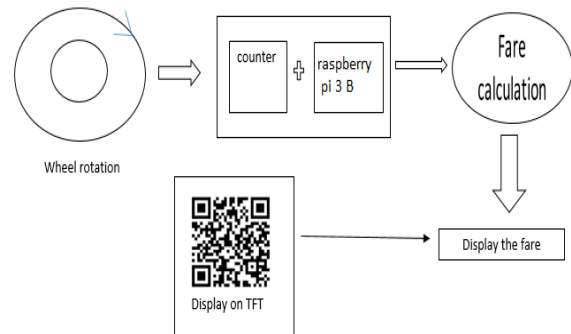 counter
raspberry
pi 3 B
Fare
calculation
Wheel rotation
Display the fare
Display on TFT